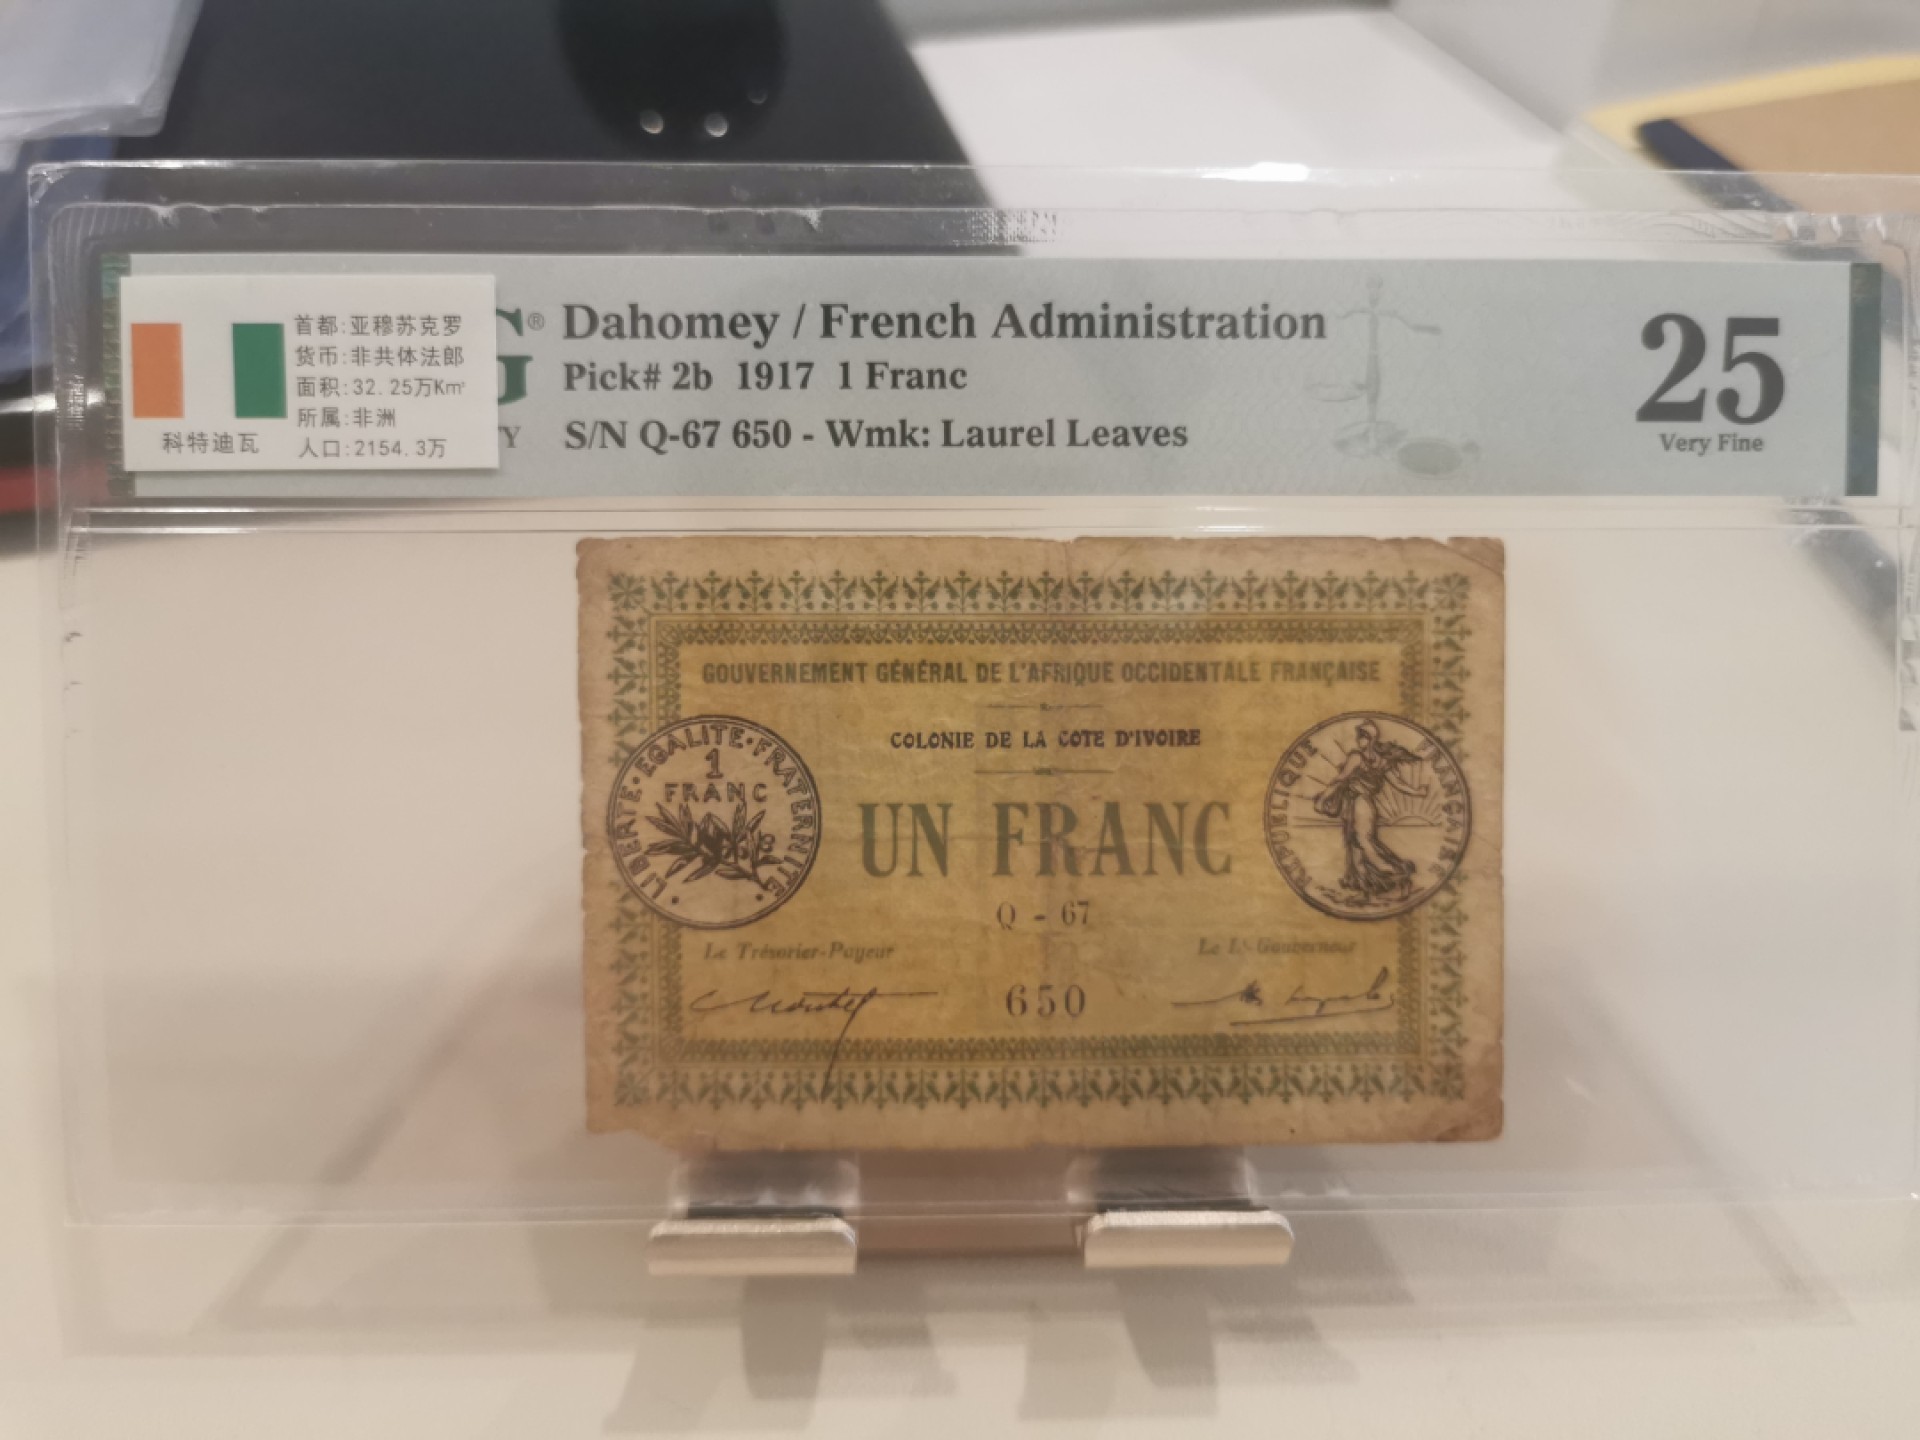 首都:亚穆苏克罗
货币:非共体法郎
面积:32.25万Km²
所属:非洲
人口:2154.3万
科特迪瓦
G®
TY
Dahomey / French Administration
Pick# 2b 1917 1 Franc
S/N Q-67 650 - Wmk: Laurel Leaves
25
Very Fine
GOUVERNEMENT GÉNÉRAL DE L'AFRIQUE OCCIDENTALE FRANÇAISE
COLONIE DE LA COTE D'IVOIRE
LIBERTE · EGALITE · FRATERNITE
1
FRANC
UN FRANC
REPUBLIQUE FRANÇAISE
Q - 67
Le Trésorier-Payeur
Le Lt-Gouverneur
650